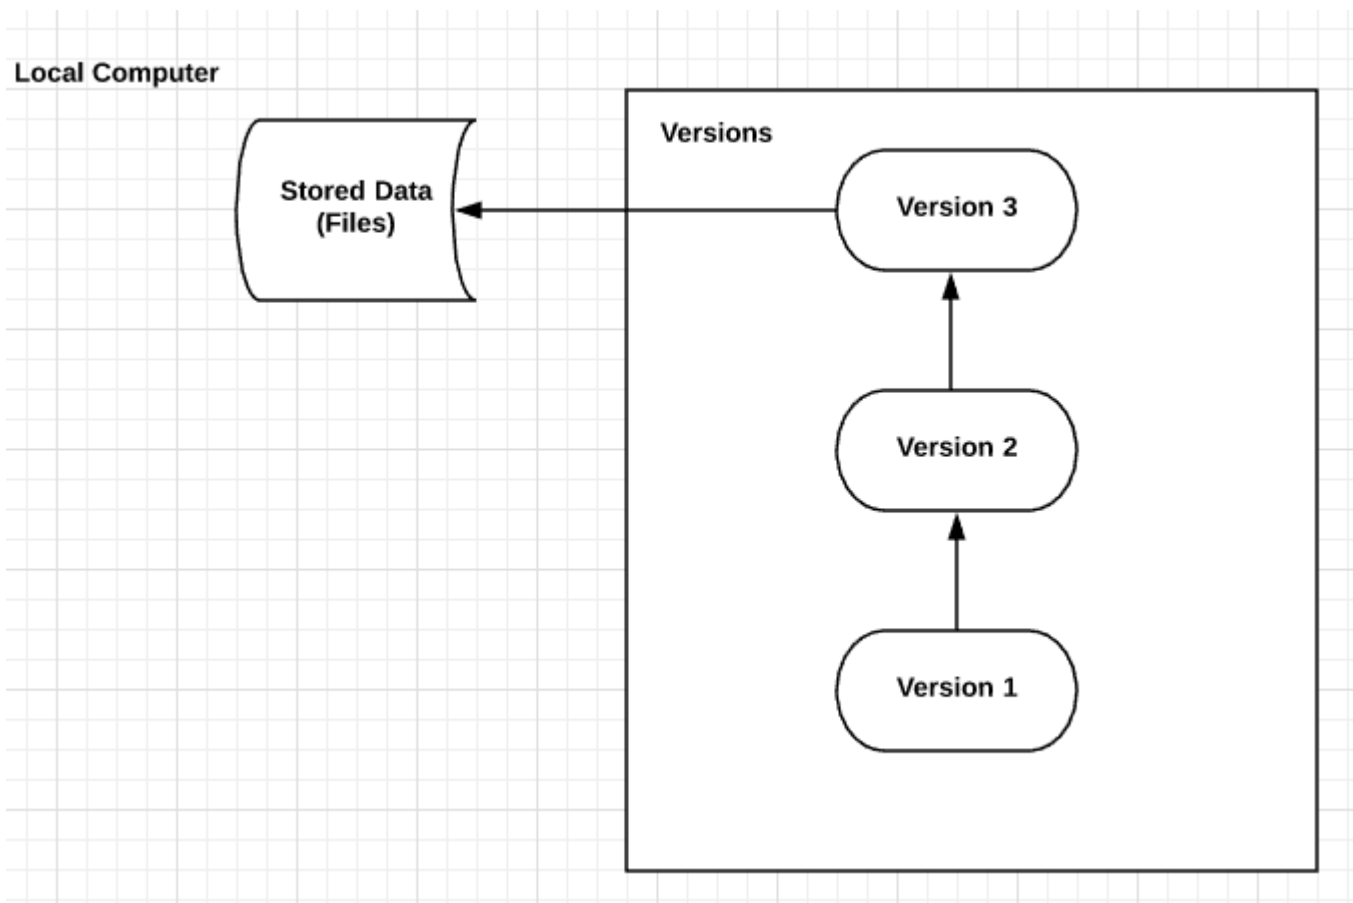 Local Computer
Stored Data
(Files)
Versions
Version 3
Version 2
Version 1